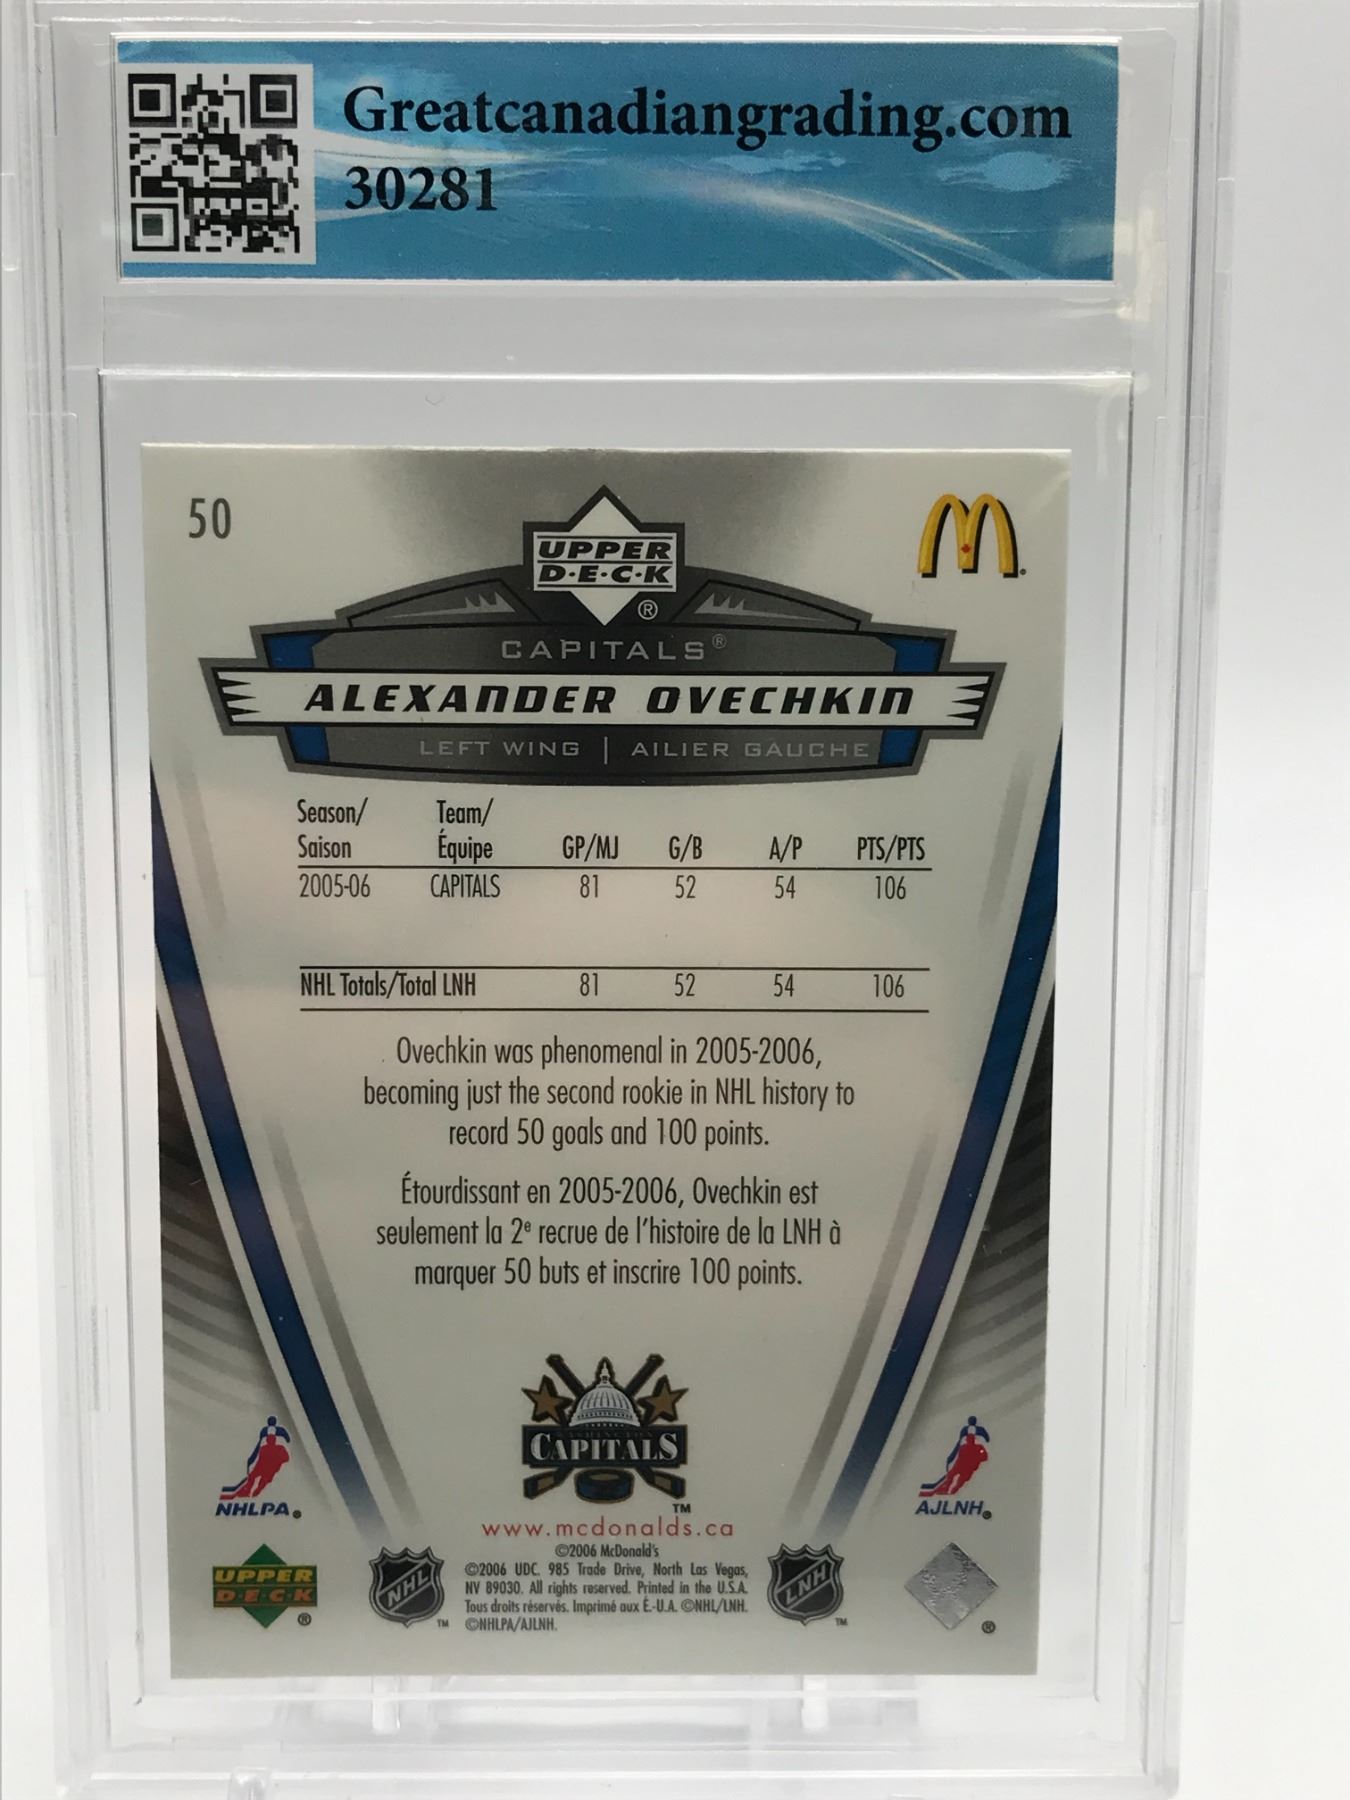 Greatcanadiangrading.com
30281
50
UPPER
D·E·C·K
®
M
®
CAPITALS®
ALEXANDER OVECHKIN
LEFT WING | AILIER GAUCHE
Season/ Team/
Saison Équipe GP/MJ G/B A/P PTS/PTS
2005-06 CAPITALS 81 52 54 106
NHL Totals/Total LNH 81 52 54 106
Ovechkin was phenomenal in 2005-2006,
becoming just the second rookie in NHL history to
record 50 goals and 100 points.
Étourdissant en 2005-2006, Ovechkin est
seulement la 2e recrue de l'histoire de la LNH à
marquer 50 buts et inscrire 100 points.
WASHINGTON
CAPITALS
TM
NHLPA®
AJLNH®
www.mcdonalds.ca
©2006 McDonald's
©2006 UDC. 985 Trade Drive, North Las Vegas,
NV 89030. All rights reserved. Printed in the U.S.A.
Tous droits réservés. Imprimé aux É.-U.A. ©NHL/LNH.
©NHLPA/AJLNH.
UPPER
D·E·C·K
®
NHL
TM
LNH
TM
®